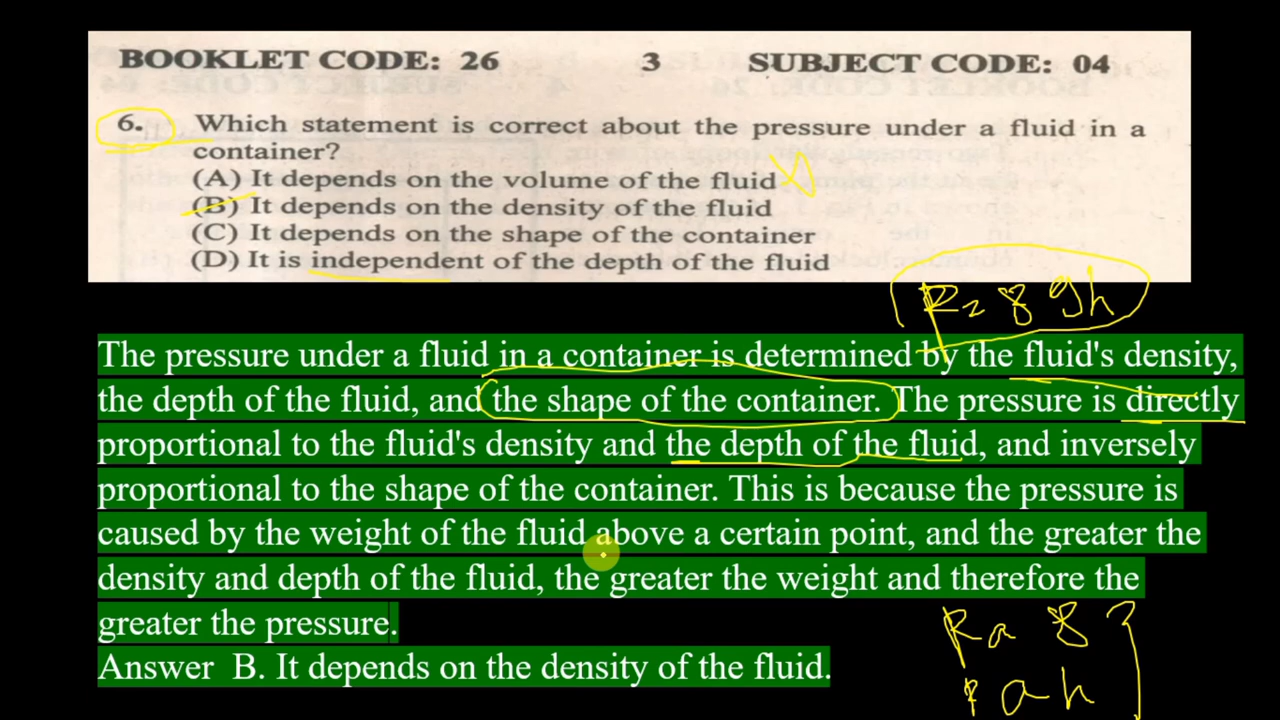 BOOKLET CODE: 26 3 SUBJECT CODE: 04
6. Which statement is correct about the pressure under a fluid in a
container?
(A) It depends on the volume of the fluid
(B) It depends on the density of the fluid
(C) It depends on the shape of the container
(D) It is independent of the depth of the fluid
The pressure under a fluid in a container is determined by the fluid's density,
the depth of the fluid, and the shape of the container. The pressure is directly
proportional to the fluid's density and the depth of the fluid, and inversely
proportional to the shape of the container. This is because the pressure is
caused by the weight of the fluid above a certain point, and the greater the
density and depth of the fluid, the greater the weight and therefore the
greater the pressure.
Answer B. It depends on the density of the fluid.